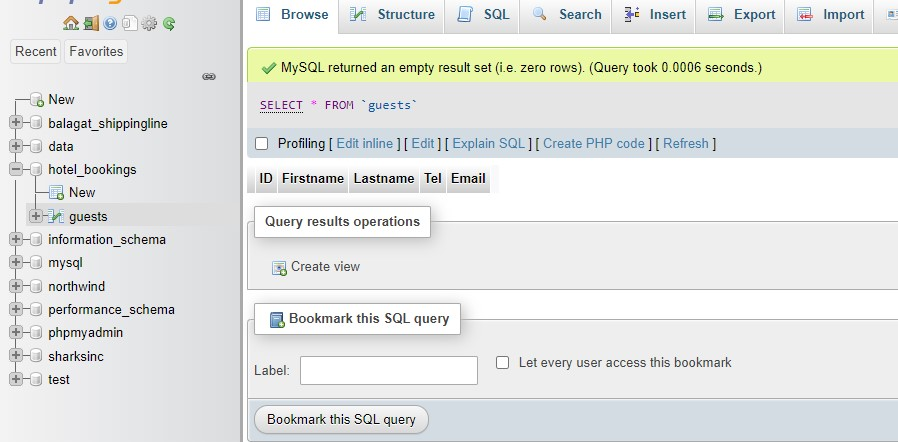 Recent Favorites
New
balagat_shippingline
data
hotel_bookings
New
guests
information_schema
mysql
northwind
performance_schema
phpmyadmin
sharksinc
test
Browse Structure SQL Search Insert Export Import
MySQL returned an empty result set (i.e. zero rows). (Query took 0.0006 seconds.)
SELECT * FROM `guests`
Profiling [ Edit inline ] [ Edit ] [ Explain SQL ] [ Create PHP code ] [ Refresh ]
ID Firstname Lastname Tel Email
Query results operations
Create view
Bookmark this SQL query
Label: Let every user access this bookmark
Bookmark this SQL query